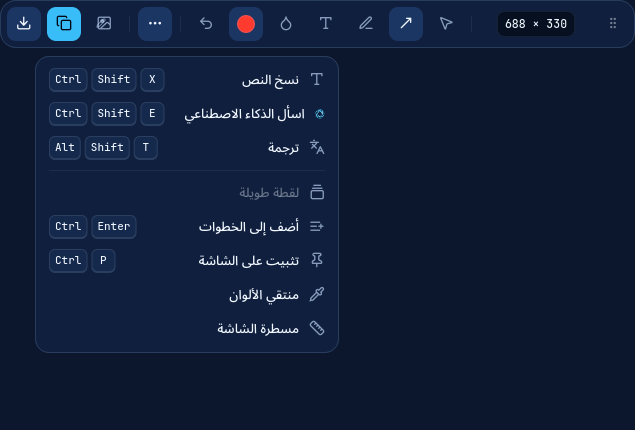 688 × 330
نسخ النص Ctrl Shift X
اسأل الذكاء الاصطناعي Ctrl Shift E
ترجمة Alt Shift T
لقطة طويلة
أضف إلى الخطوات Ctrl Enter
تثبيت على الشاشة Ctrl P
منتقي الألوان
مسطرة الشاشة